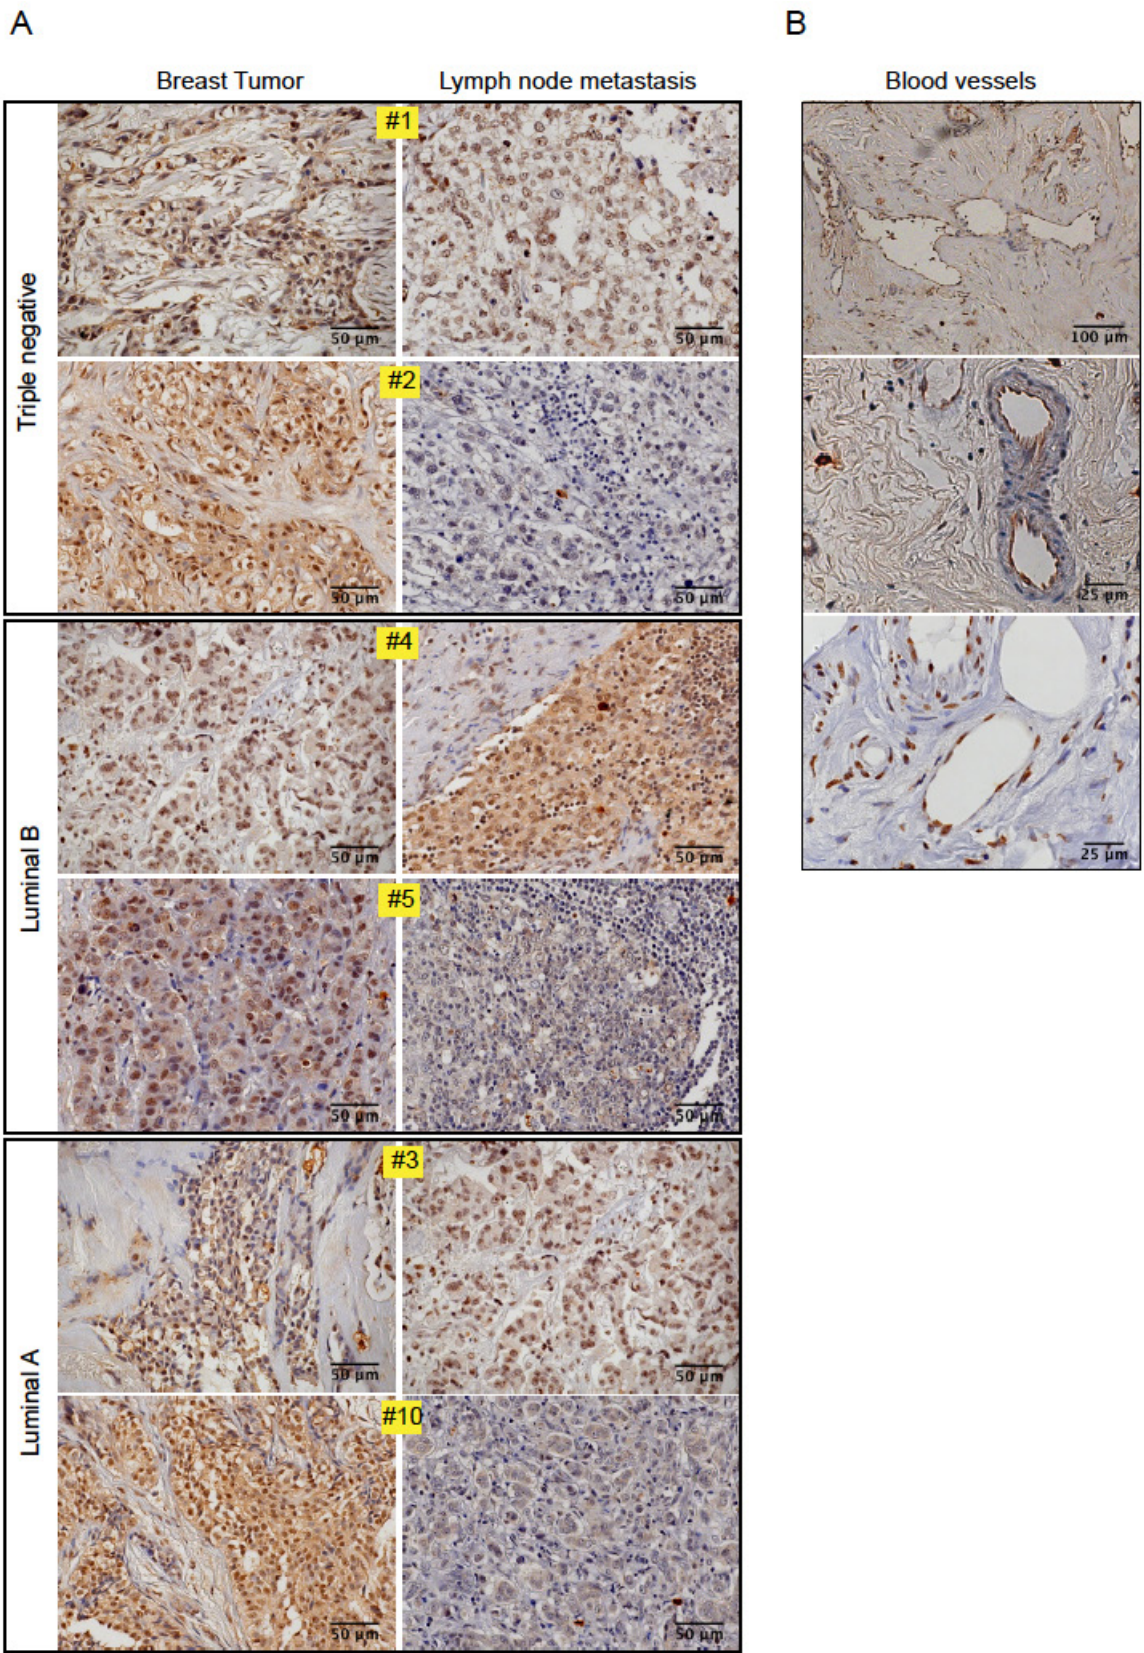 A
B
Breast Tumor
Lymph node metastasis
Blood vessels
Triple negative
#1
50 µm
50 µm
100 µm
#2
50 µm
50 µm
25 µm
Luminal B
#4
50 µm
50 µm
25 µm
#5
50 µm
50 µm
Luminal A
#3
50 µm
50 µm
#10
50 µm
50 µm